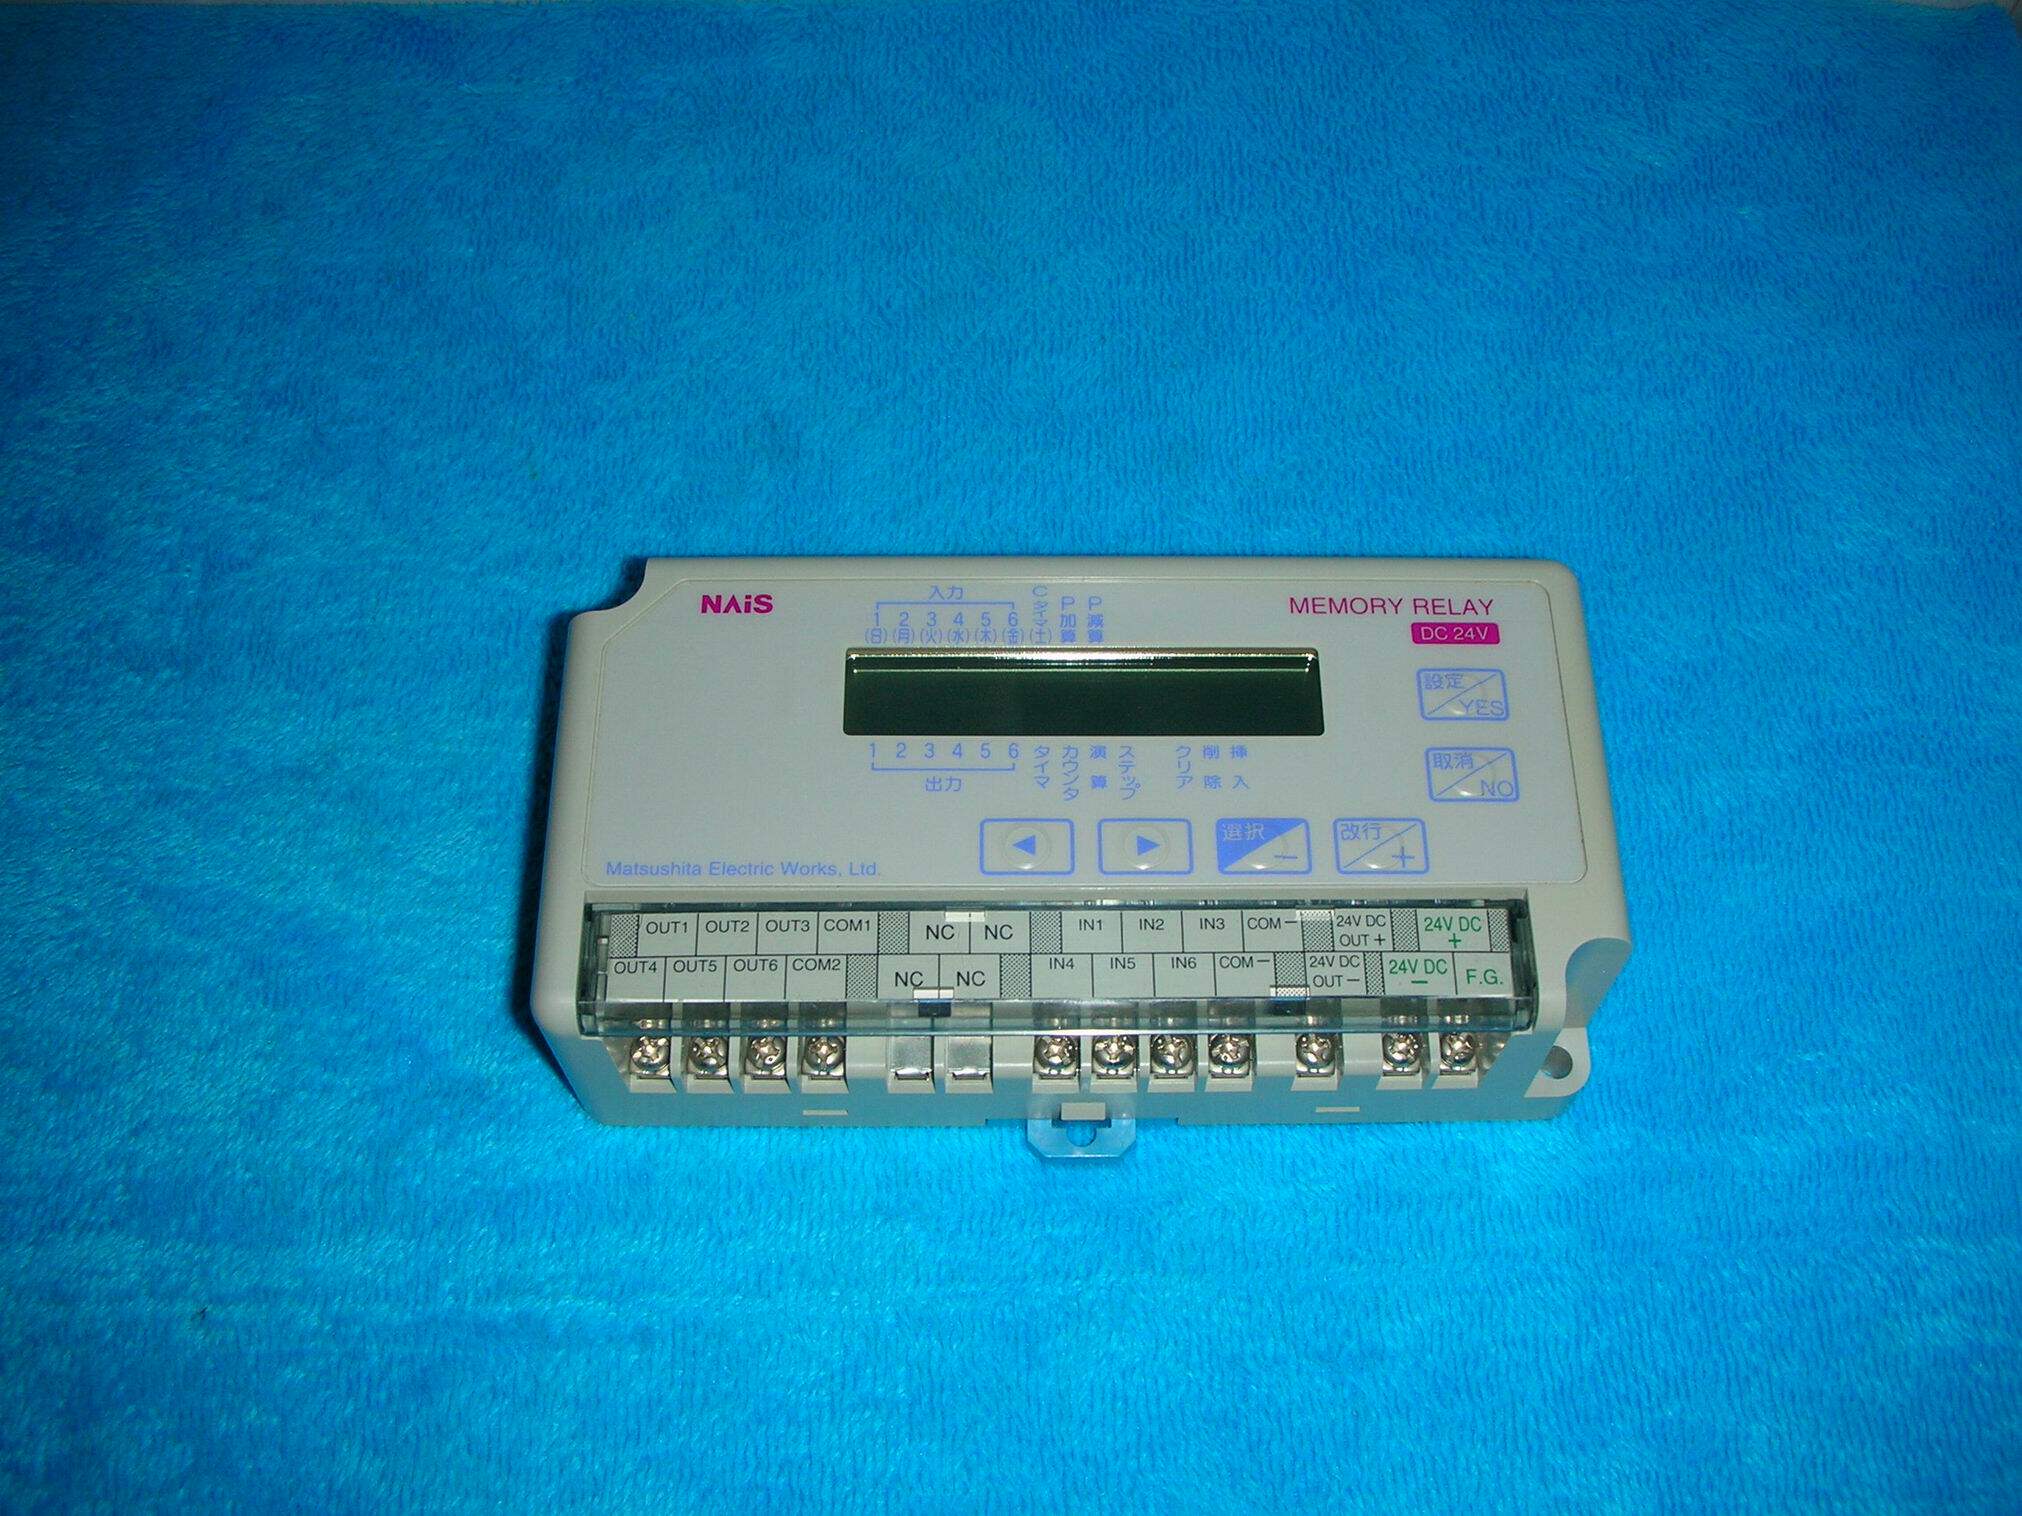 NAiS
入力
1 2 3 4 5 6
(日)(月)(火)(水)(木)(金)(土)
Cタイマ
P加算
P減算
MEMORY RELAY
DC 24V
設定 YES
取消 NO
1 2 3 4 5 6
出力
タイマ
カウンタ
演算
ステップ
クリア
削除
挿入
◀ ▶ 選択 − 改行 +
Matsushita Electric Works, Ltd.
OUT1 OUT2 OUT3 COM1 NC NC IN1 IN2 IN3 COM− 24V DC OUT+ 24V DC +
OUT4 OUT5 OUT6 COM2 NC NC IN4 IN5 IN6 COM− 24V DC OUT− 24V DC − F.G.